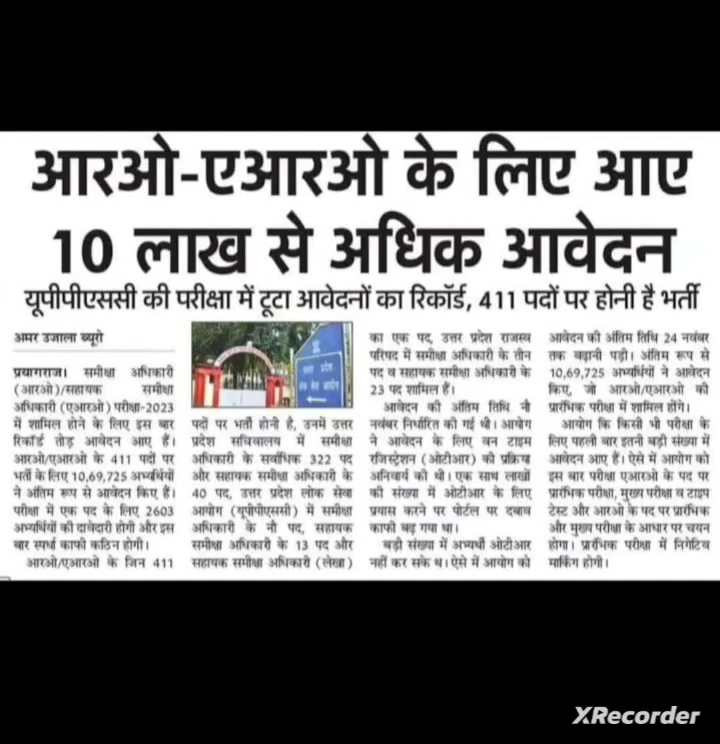 आरओ-एआरओ के लिए आए
10 लाख से अधिक आवेदन
यूपीपीएससी की परीक्षा में टूटा आवेदनों का रिकॉर्ड, 411 पदों पर होनी है भर्ती
अमर उजाला ब्यूरो
प्रयागराज। समीक्षा अधिकारी
(आरओ)/सहायक समीक्षा
अधिकारी (एआरओ) परीक्षा-2023
में शामिल होने के लिए इस बार
रिकॉर्ड तोड़ आवेदन आए हैं।
आरओ/एआरओ के 411 पदों पर
भर्ती के लिए 10,69,725 अभ्यर्थियों
ने अंतिम रूप से आवेदन किए हैं।
परीक्षा में एक पद के लिए 2603
अभ्यर्थियों की दावेदारी होगी और इस
बार स्पर्धा काफी कठिन होगी।
आरओ/एआरओ के जिन 411
पदों पर भर्ती होनी है, उनमें उत्तर
प्रदेश सचिवालय में समीक्षा
अधिकारी के सर्वाधिक 322 पद
और सहायक समीक्षा अधिकारी के
40 पद, उत्तर प्रदेश लोक सेवा
आयोग (यूपीपीएससी) में समीक्षा
अधिकारी के नौ पद, सहायक
समीक्षा अधिकारी के 13 पद और
सहायक समीक्षा अधिकारी (लेखा)
का एक पद, उत्तर प्रदेश राजस्व
परिषद में समीक्षा अधिकारी के तीन
पद व सहायक समीक्षा अधिकारी के
23 पद शामिल हैं।
आवेदन की अंतिम तिथि नौ
नवंबर निर्धारित की गई थी। आयोग
ने आवेदन के लिए वन टाइम
रजिस्ट्रेशन (ओटीआर) की प्रक्रिया
अनिवार्य की थी। एक साथ लाखों
की संख्या में ओटीआर के लिए
प्रयास करने पर पोर्टल पर दबाव
काफी बढ़ गया था।
बड़ी संख्या में अभ्यर्थी ओटीआर
नहीं कर सके थे। ऐसे में आयोग को
आवेदन की अंतिम तिथि 24 नवंबर
तक बढ़ानी पड़ी। अंतिम रूप से
10,69,725 अभ्यर्थियों ने आवेदन
किए, जो आरओ/एआरओ की
प्रारंभिक परीक्षा में शामिल होंगे।
आयोग कि किसी भी परीक्षा के
लिए पहली बार इतनी बड़ी संख्या में
आवेदन आए हैं। ऐसे में आयोग को
इस बार परीक्षा एआरओ के पद पर
प्रारंभिक परीक्षा, मुख्य परीक्षा व टाइप
टेस्ट और आरओ के पद पर प्रारंभिक
और मुख्य परीक्षा के आधार पर चयन
होगा। प्रारंभिक परीक्षा में निगेटिव
मार्किंग होगी।
XRecorder